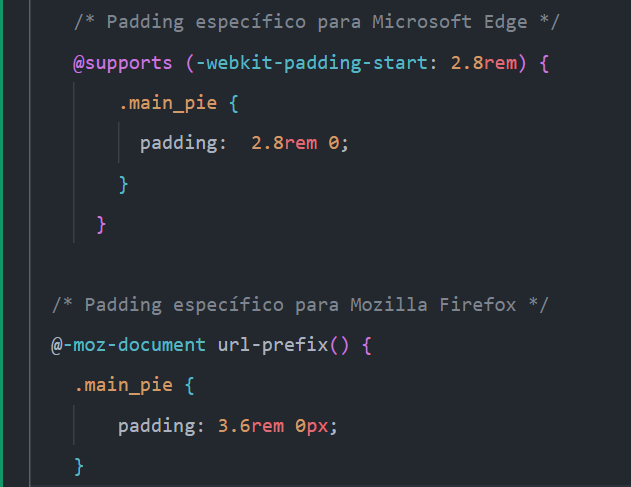 /* Padding específico para Microsoft Edge */
@supports (-webkit-padding-start: 2.8rem) {
.main_pie {
padding:  2.8rem 0;
}
}
/* Padding específico para Mozilla Firefox */
@-moz-document url-prefix() {
.main_pie {
padding: 3.6rem 0px;
}